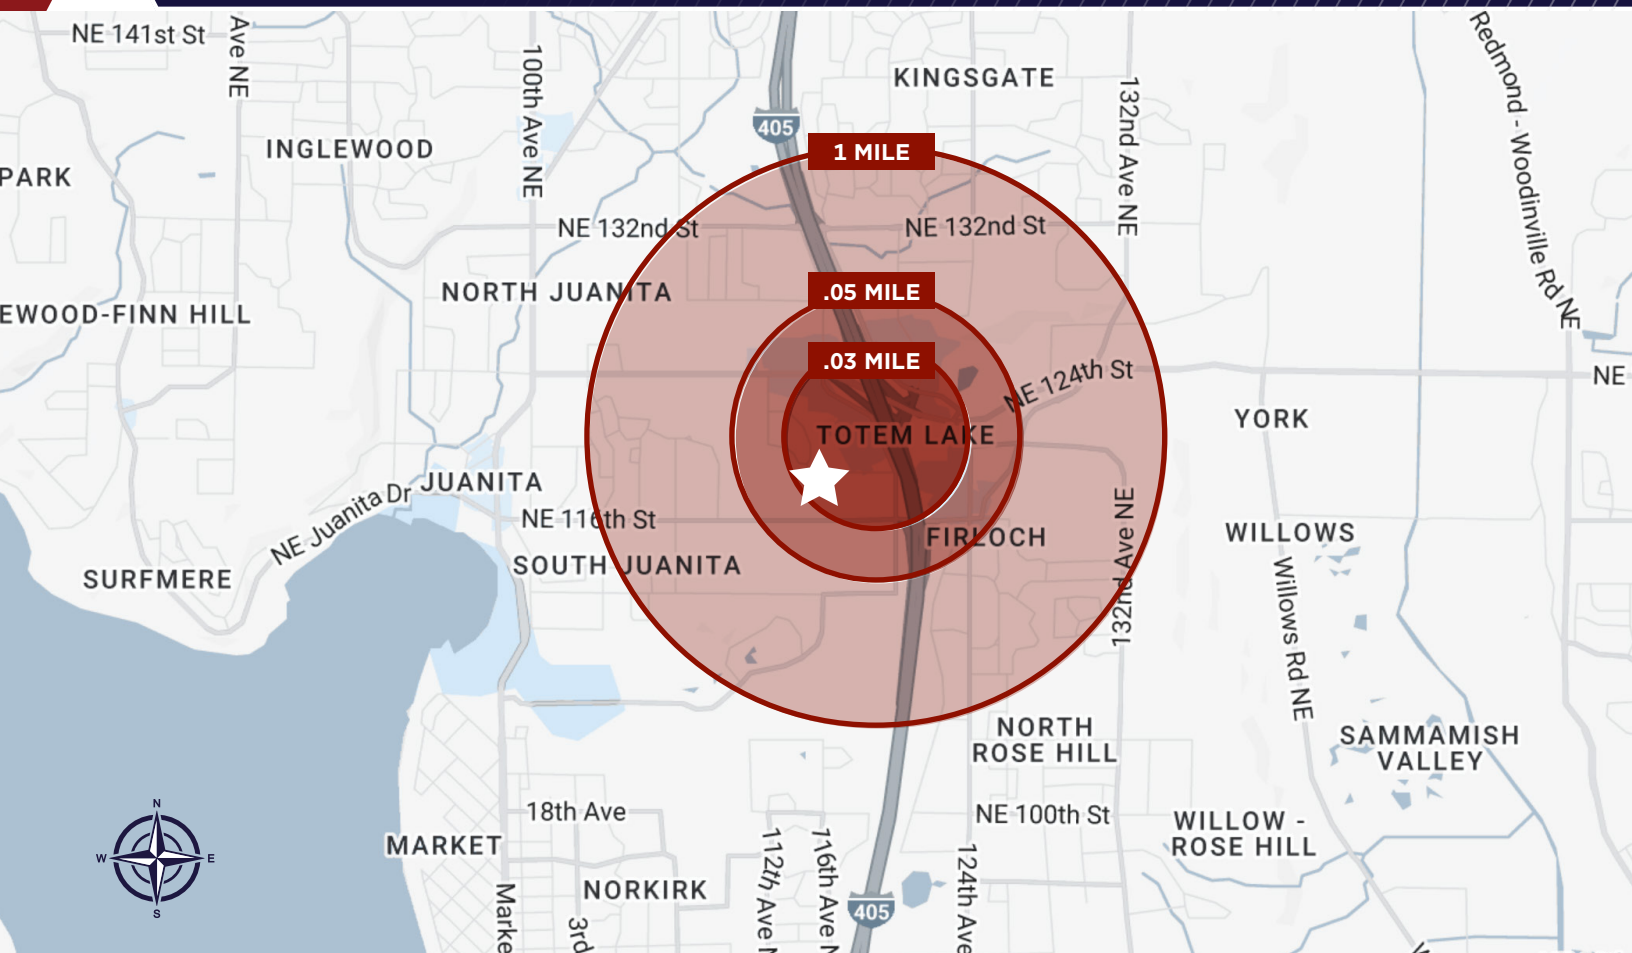 NE 141st St
Ave NE
100th Ave NE
KINGSGATE
132nd Ave NE
Redmond - Woodinville Rd NE
405
INGLEWOOD
1 MILE
PARK
NE 132nd St
NE 132nd St
NORTH JUANITA
.05 MILE
EWOOD-FINN HILL
.03 MILE
NE 124th St
NE
YORK
TOTEM LAKE
JUANITA
NE Juanita Dr
NE 116th St
FIRLOCH
132nd Ave NE
WILLOWS
SOUTH JUANITA
SURFMERE
Willows Rd NE
NORTH
ROSE HILL
SAMMAMISH
VALLEY
18th Ave
NE 100th St
WILLOW -
ROSE HILL
MARKET
112th Ave N
116th Ave N
124th Ave
NORKIRK
Marke
3rd
405
N
W
E
S